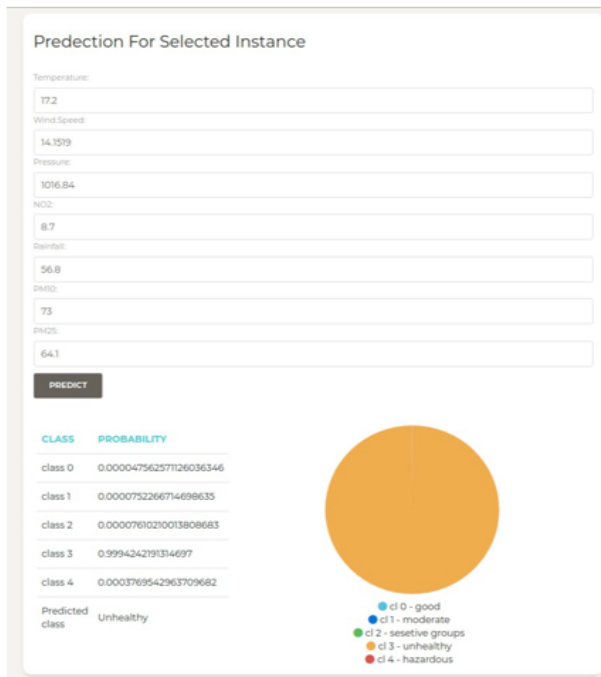 Predection For Selected Instance
Temperature:
17.2
Wind.Speed:
14.1519
Pressure:
1016.84
NO2:
8.7
Rainfall:
56.8
PM10:
73
PM25:
64.1
PREDICT
CLASS PROBABILITY
class 0 0.000047562571126036346
class 1 0.0000752266714698635
class 2 0.00007610210013808683
class 3 0.9994242191314697
class 4 0.0003769542963709682
Predicted class Unhealthy
cl 0 - good
cl 1 - moderate
cl 2 - sesetive groups
cl 3 - unhealthy
cl 4 - hazardous